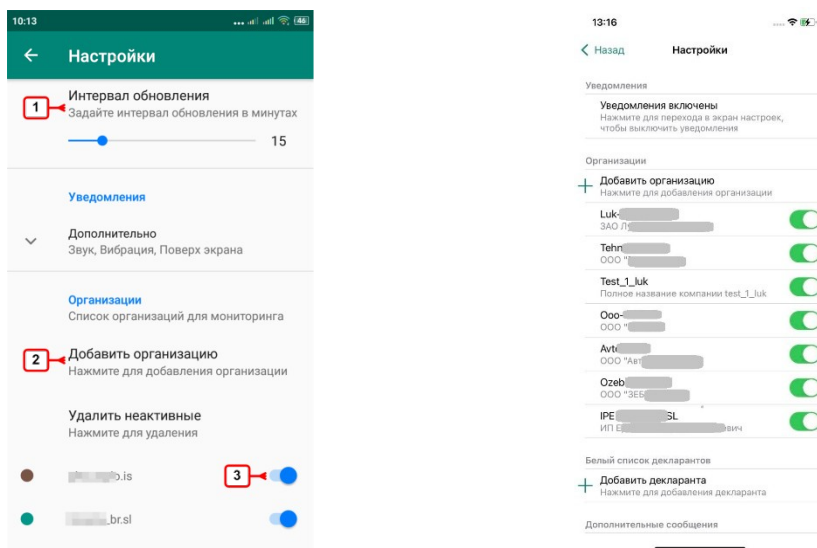 10:13
46
Настройки
1
Интервал обновления
Задайте интервал обновления в минутах
15
Уведомления
Дополнительно
Звук, Вибрация, Поверх экрана
Организации
Список организаций для мониторинга
2
Добавить организацию
Нажмите для добавления организации
Удалить неактивные
Нажмите для удаления
.is
3
_br.sl
13:16
Назад
Настройки
Уведомления
Уведомления включены
Нажмите для перехода в экран настроек,
чтобы выключить уведомления
Организации
Добавить организацию
Нажмите для добавления организации
Luk-
ЗАО
Tehn
ООО "
Test_1_luk
Полное название компании test_1_luk
Ooo-
ООО "
Avt
ООО "Авт
Ozeb
ООО "ЗЕБ
IPE SL
ИП Е вич
Белый список декларантов
Добавить декларанта
Нажмите для добавления декларанта
Дополнительные сообщения